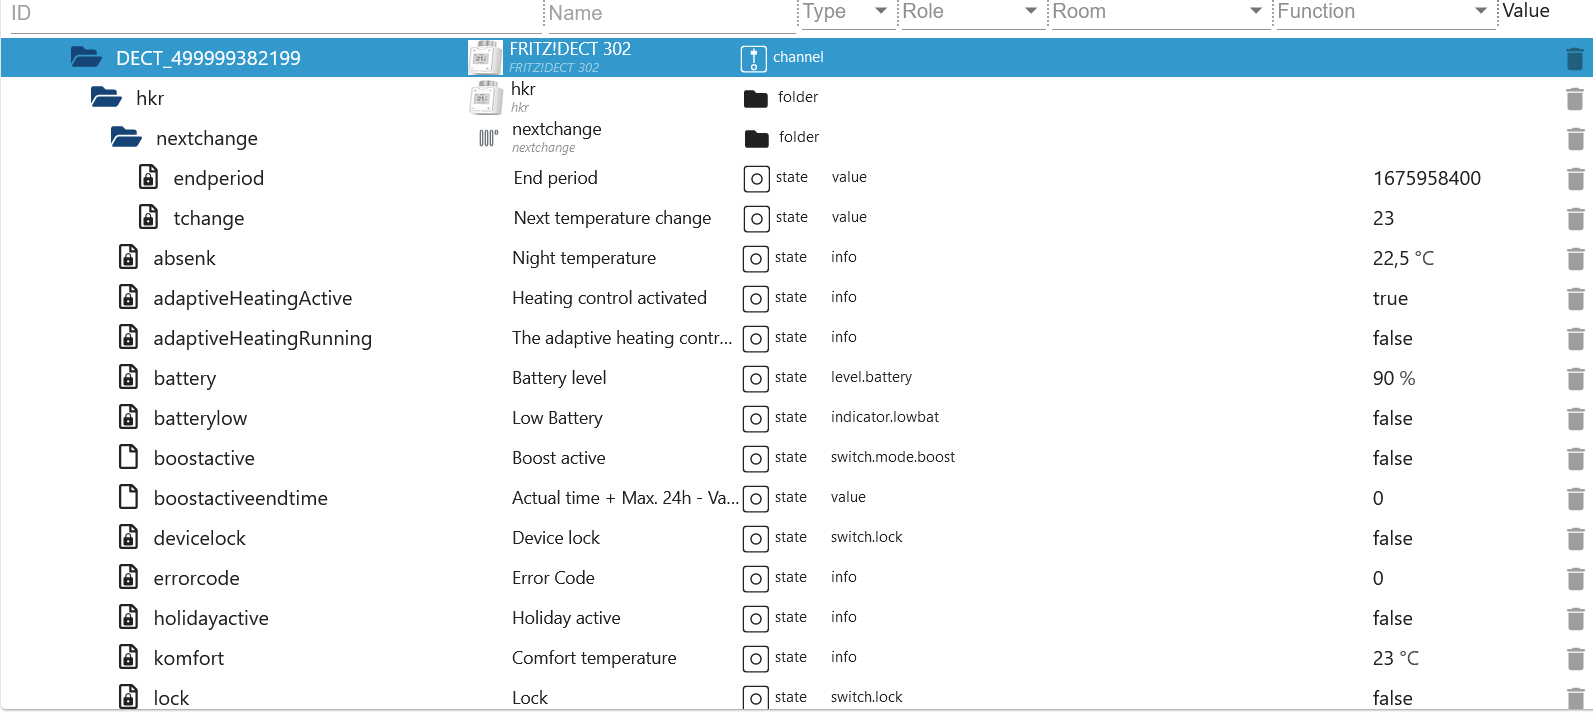 ID Name Type Role Room Function Value
DECT_499999382199 FRITZ!DECT 302 channel
FRITZ!DECT 302
hkr hkr folder
hkr
nextchange nextchange folder
nextchange
endperiod End period state value 1675958400
tchange Next temperature change state value 23
absenk Night temperature state info 22,5 °C
adaptiveHeatingActive Heating control activated state info true
adaptiveHeatingRunning The adaptive heating contr... state info false
battery Battery level state level.battery 90 %
batterylow Low Battery state indicator.lowbat false
boostactive Boost active state switch.mode.boost false
boostactiveendtime Actual time + Max. 24h - Va... state value 0
devicelock Device lock state switch.lock false
errorcode Error Code state info 0
holidayactive Holiday active state info false
komfort Comfort temperature state info 23 °C
lock Lock state switch.lock false